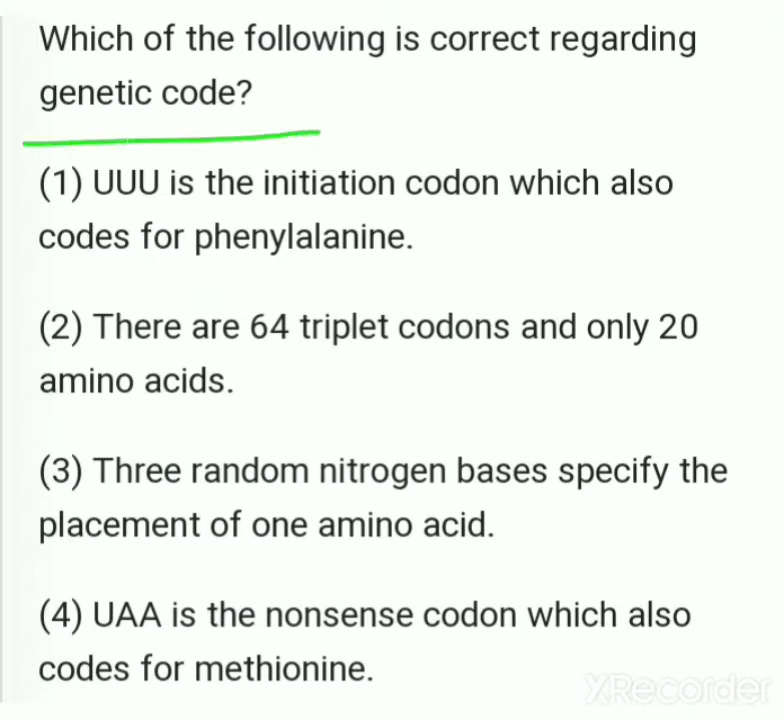 Which of the following is correct regarding
genetic code?
(1) UUU is the initiation codon which also
codes for phenylalanine.
(2) There are 64 triplet codons and only 20
amino acids.
(3) Three random nitrogen bases specify the
placement of one amino acid.
(4) UAA is the nonsense codon which also
codes for methionine.
XRecorder